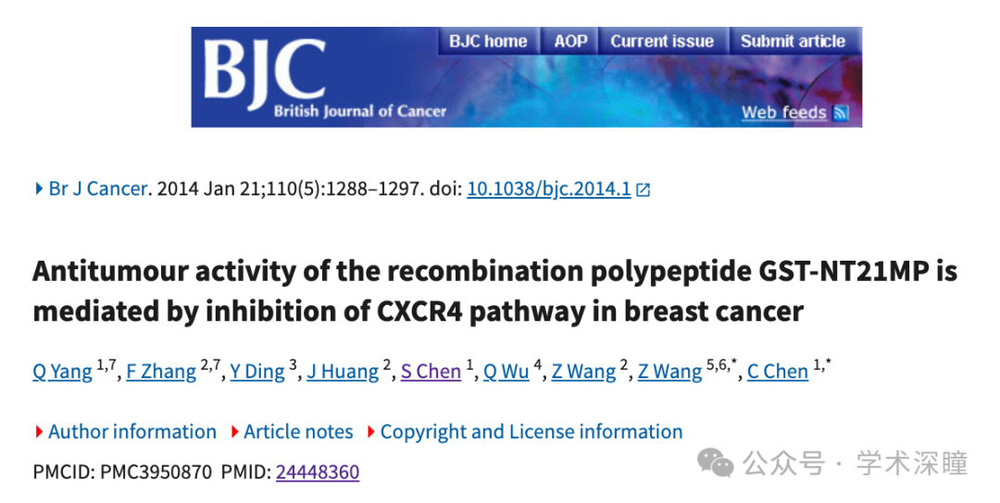 BJC home AOP Current issue Submit article
BJC
British Journal of Cancer
Web feeds
Br J Cancer. 2014 Jan 21;110(5):1288–1297. doi: 10.1038/bjc.2014.1
Antitumour activity of the recombination polypeptide GST-NT21MP is
mediated by inhibition of CXCR4 pathway in breast cancer
Q Yang 1,7, F Zhang 2,7, Y Ding 3, J Huang 2, S Chen 1, Q Wu 4, Z Wang 2, Z Wang 5,6,*, C Chen 1,*
Author information Article notes Copyright and License information
PMCID: PMC3950870 PMID: 24448360
公众号 · 学术深瞳